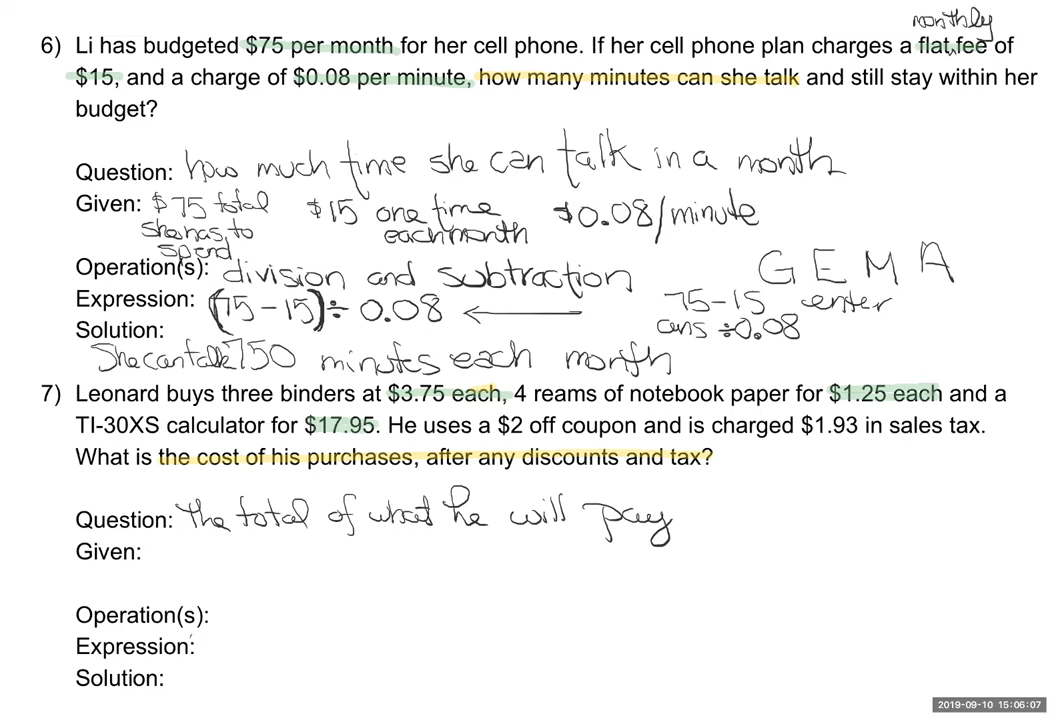 monthly
6) Li has budgeted $75 per month for her cell phone. If her cell phone plan charges a flat fee of
$15, and a charge of $0.08 per minute, how many minutes can she talk and still stay within her
budget?
Question: how much time she can talk in a month
Given: $75 total $15 one time $0.08/minute
she has to each month
spend
Operation(s): division and subtraction G E M A
Expression: (75-15)÷0.08 ← 75-15 enter
Solution: ans ÷0.08
She can talk 750 minutes each month
7) Leonard buys three binders at $3.75 each, 4 reams of notebook paper for $1.25 each and a
TI-30XS calculator for $17.95. He uses a $2 off coupon and is charged $1.93 in sales tax.
What is the cost of his purchases, after any discounts and tax?
Question: The total of what he will pay
Given:
Operation(s):
Expression:
Solution:
2019-09-10 15:06:07